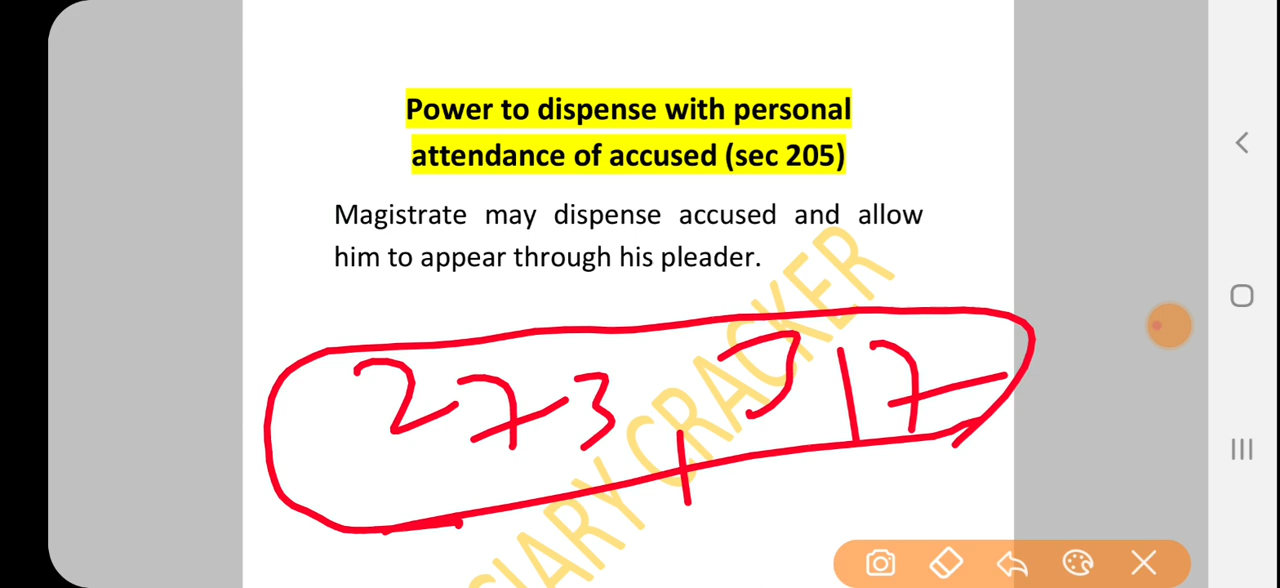 Power to dispense with personal
attendance of accused (sec 205)
Magistrate may dispense accused and allow
him to appear through his pleader.
273, 317
CRACKER